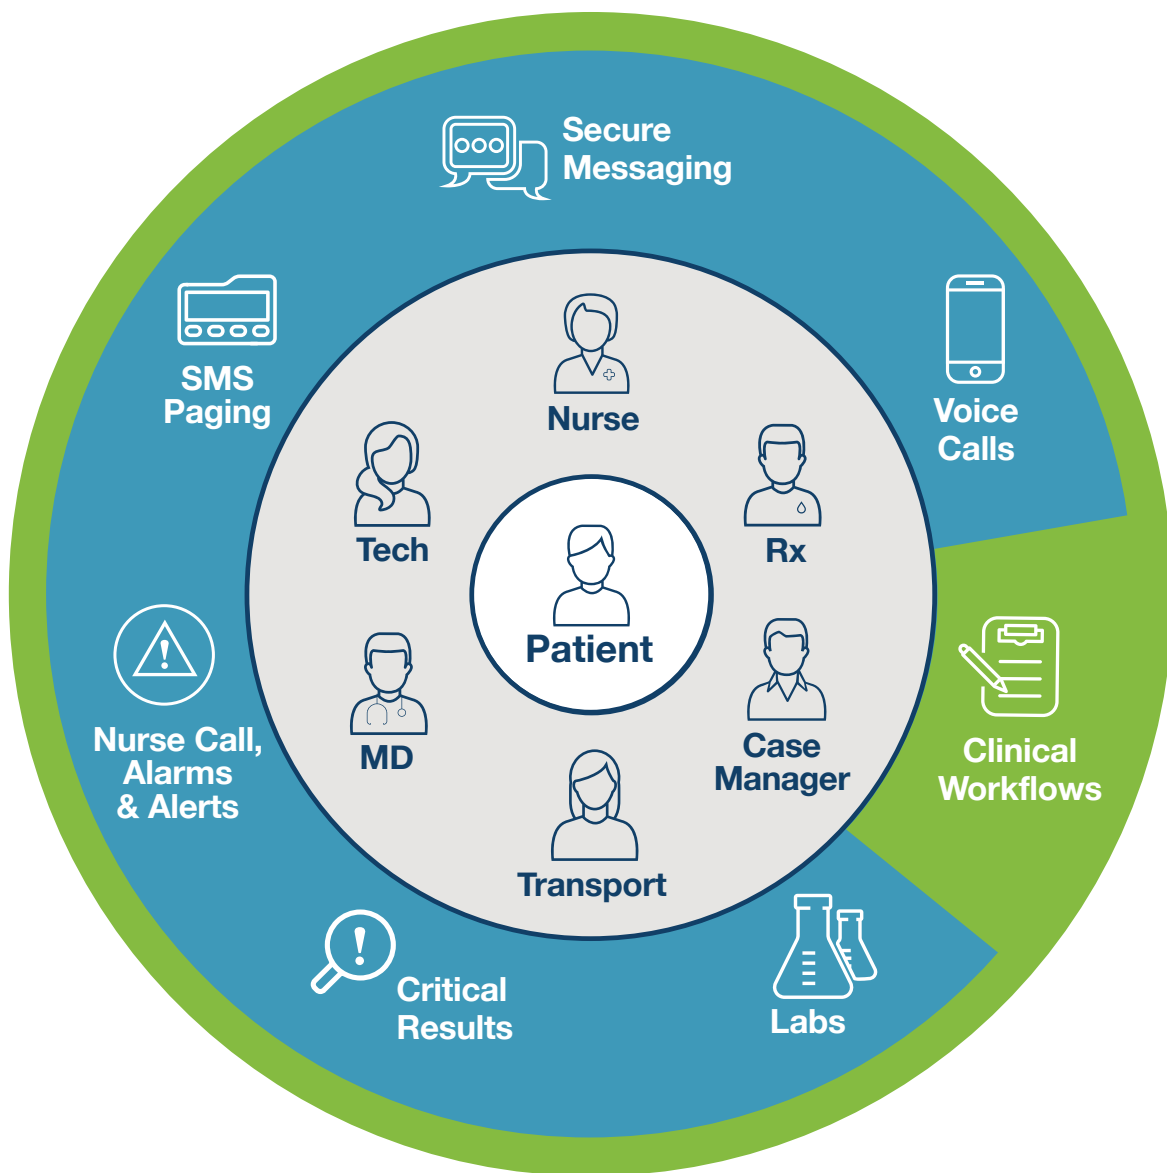 Secure
Messaging
SMS
Paging
Voice
Calls
Nurse
Tech
Rx
Patient
MD
Case
Manager
Transport
Nurse Call,
Alarms
& Alerts
Clinical
Workflows
Critical
Results
Labs